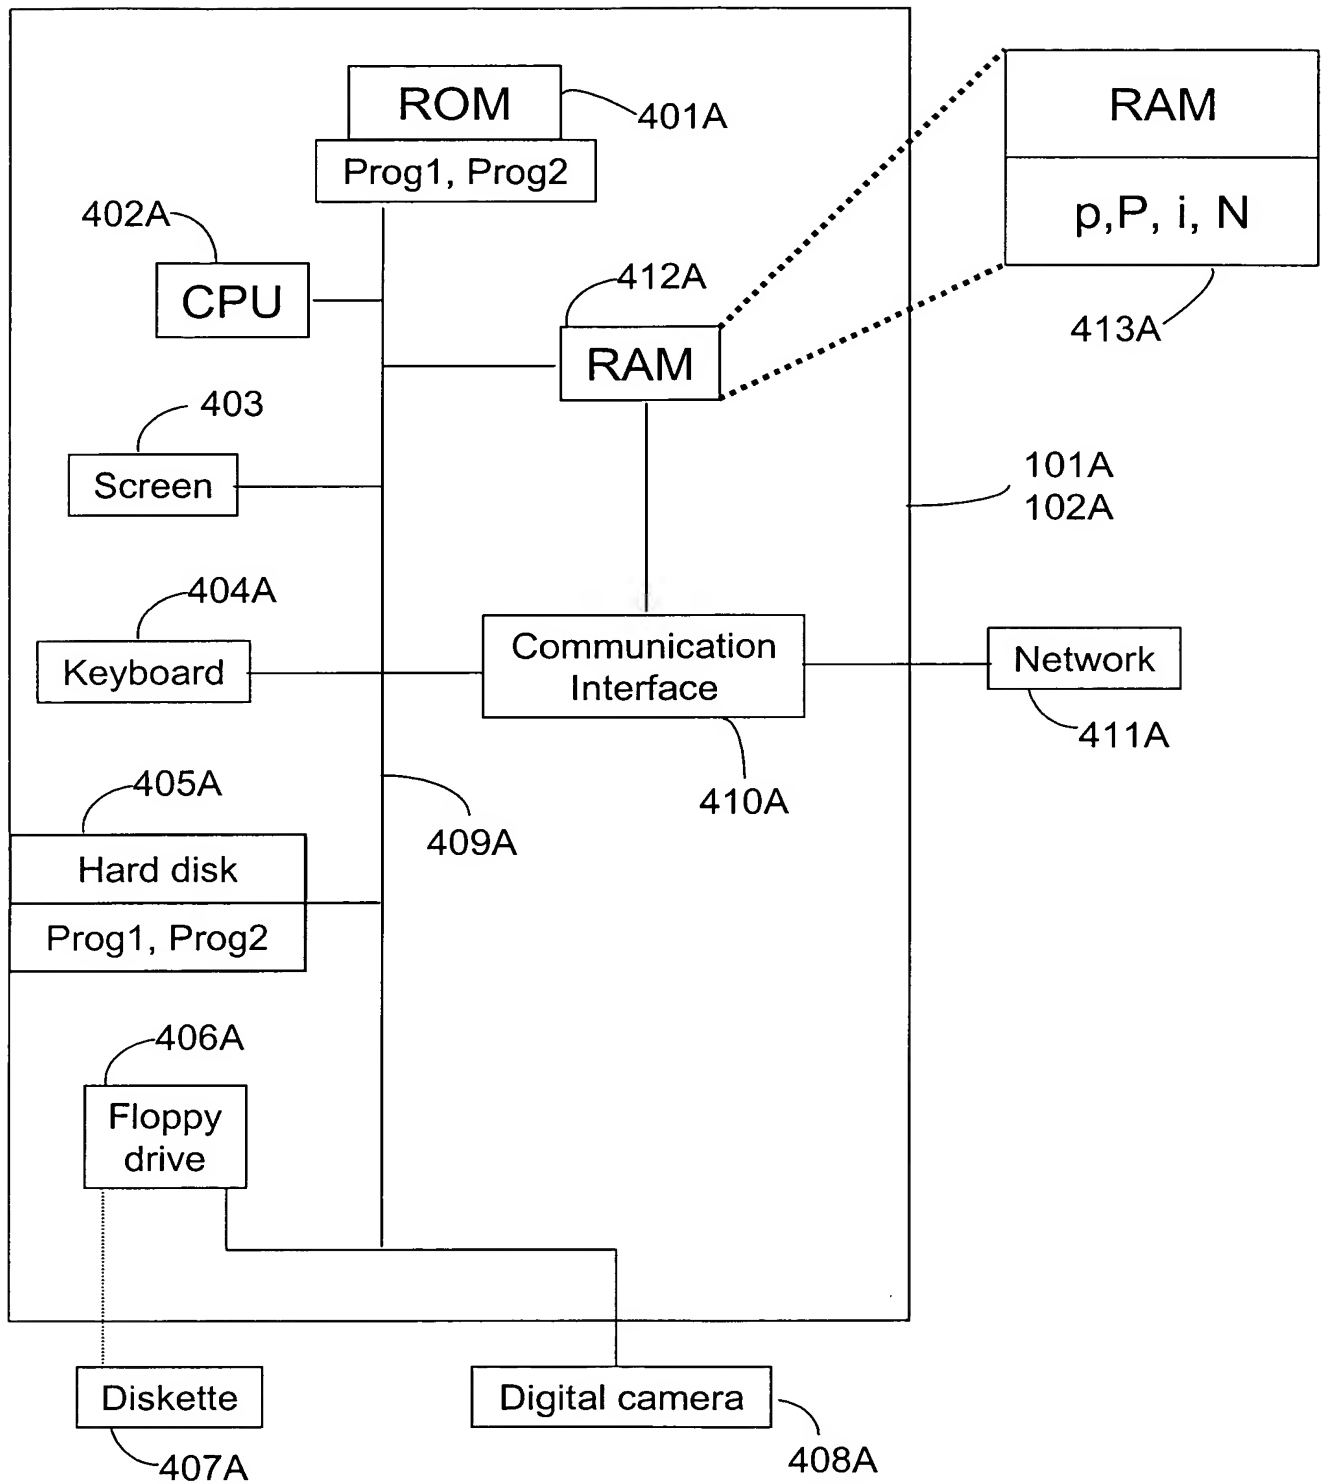 ROM
401A
RAM
Prog1, Prog2
p,P, i, N
402A
CPU
412A
RAM
413A
403
Screen
101A
102A
404A
Keyboard
Communication
Interface
Network
411A
405A
410A
409A
Hard disk
Prog1, Prog2
406A
Floppy
drive
Diskette
Digital camera
407A
408A